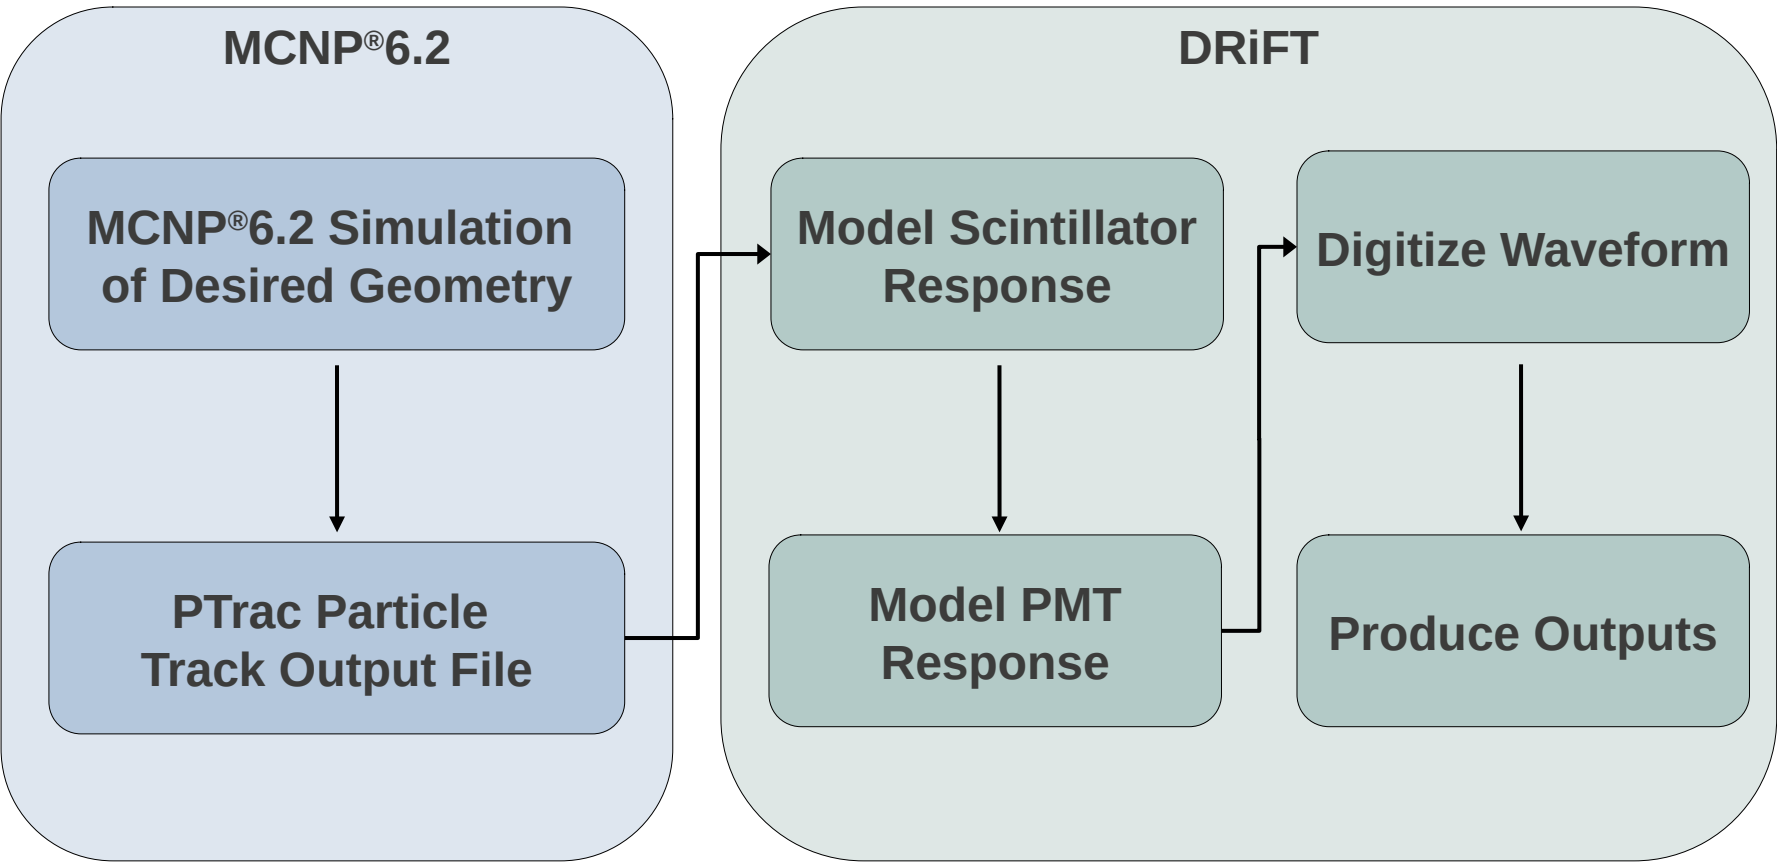 MCNP®6.2
MCNP®6.2 Simulation
of Desired Geometry
PTrac Particle
Track Output File
DRiFT
Model Scintillator
Response
Model PMT
Response
Digitize Waveform
Produce Outputs